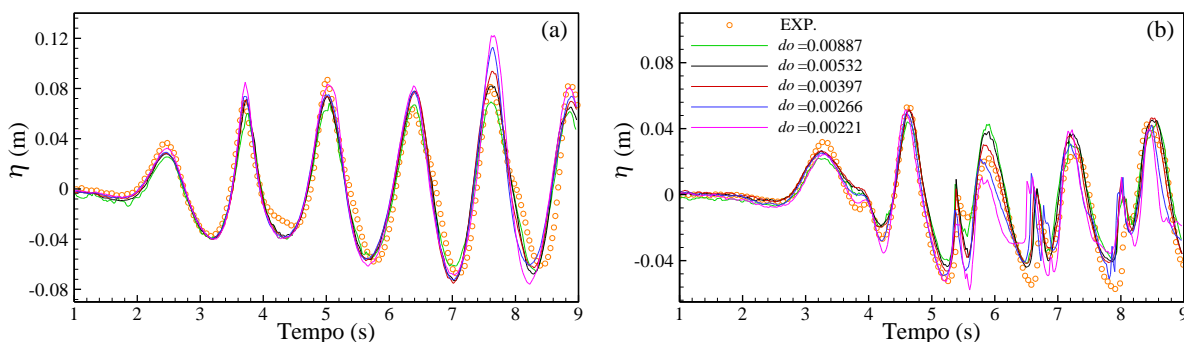 (a)
0.12
0.08
0.04
0
-0.04
-0.08
η (m)
1 2 3 4 5 6 7 8 9
Tempo (s)
(b)
EXP.
do =0.00887
do =0.00532
do =0.00397
do =0.00266
do =0.00221
0.08
0.04
0
-0.04
η (m)
1 2 3 4 5 6 7 8 9
Tempo (s)